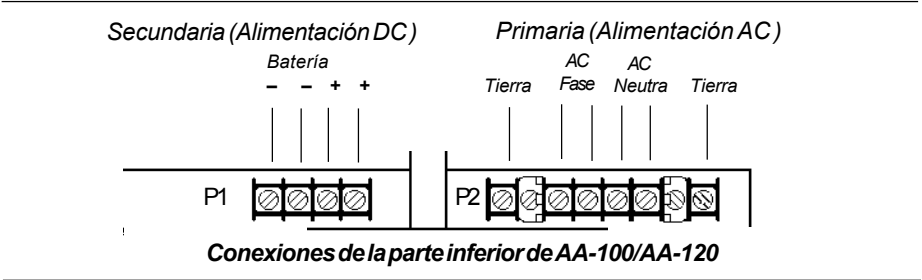 Secundaria (Alimentación DC)
Primaria (Alimentación AC)
Batería
– – + +
AC Fase
AC Neutra
Tierra
Tierra
P1
P2
Conexiones de la parte inferior de AA-100/AA-120